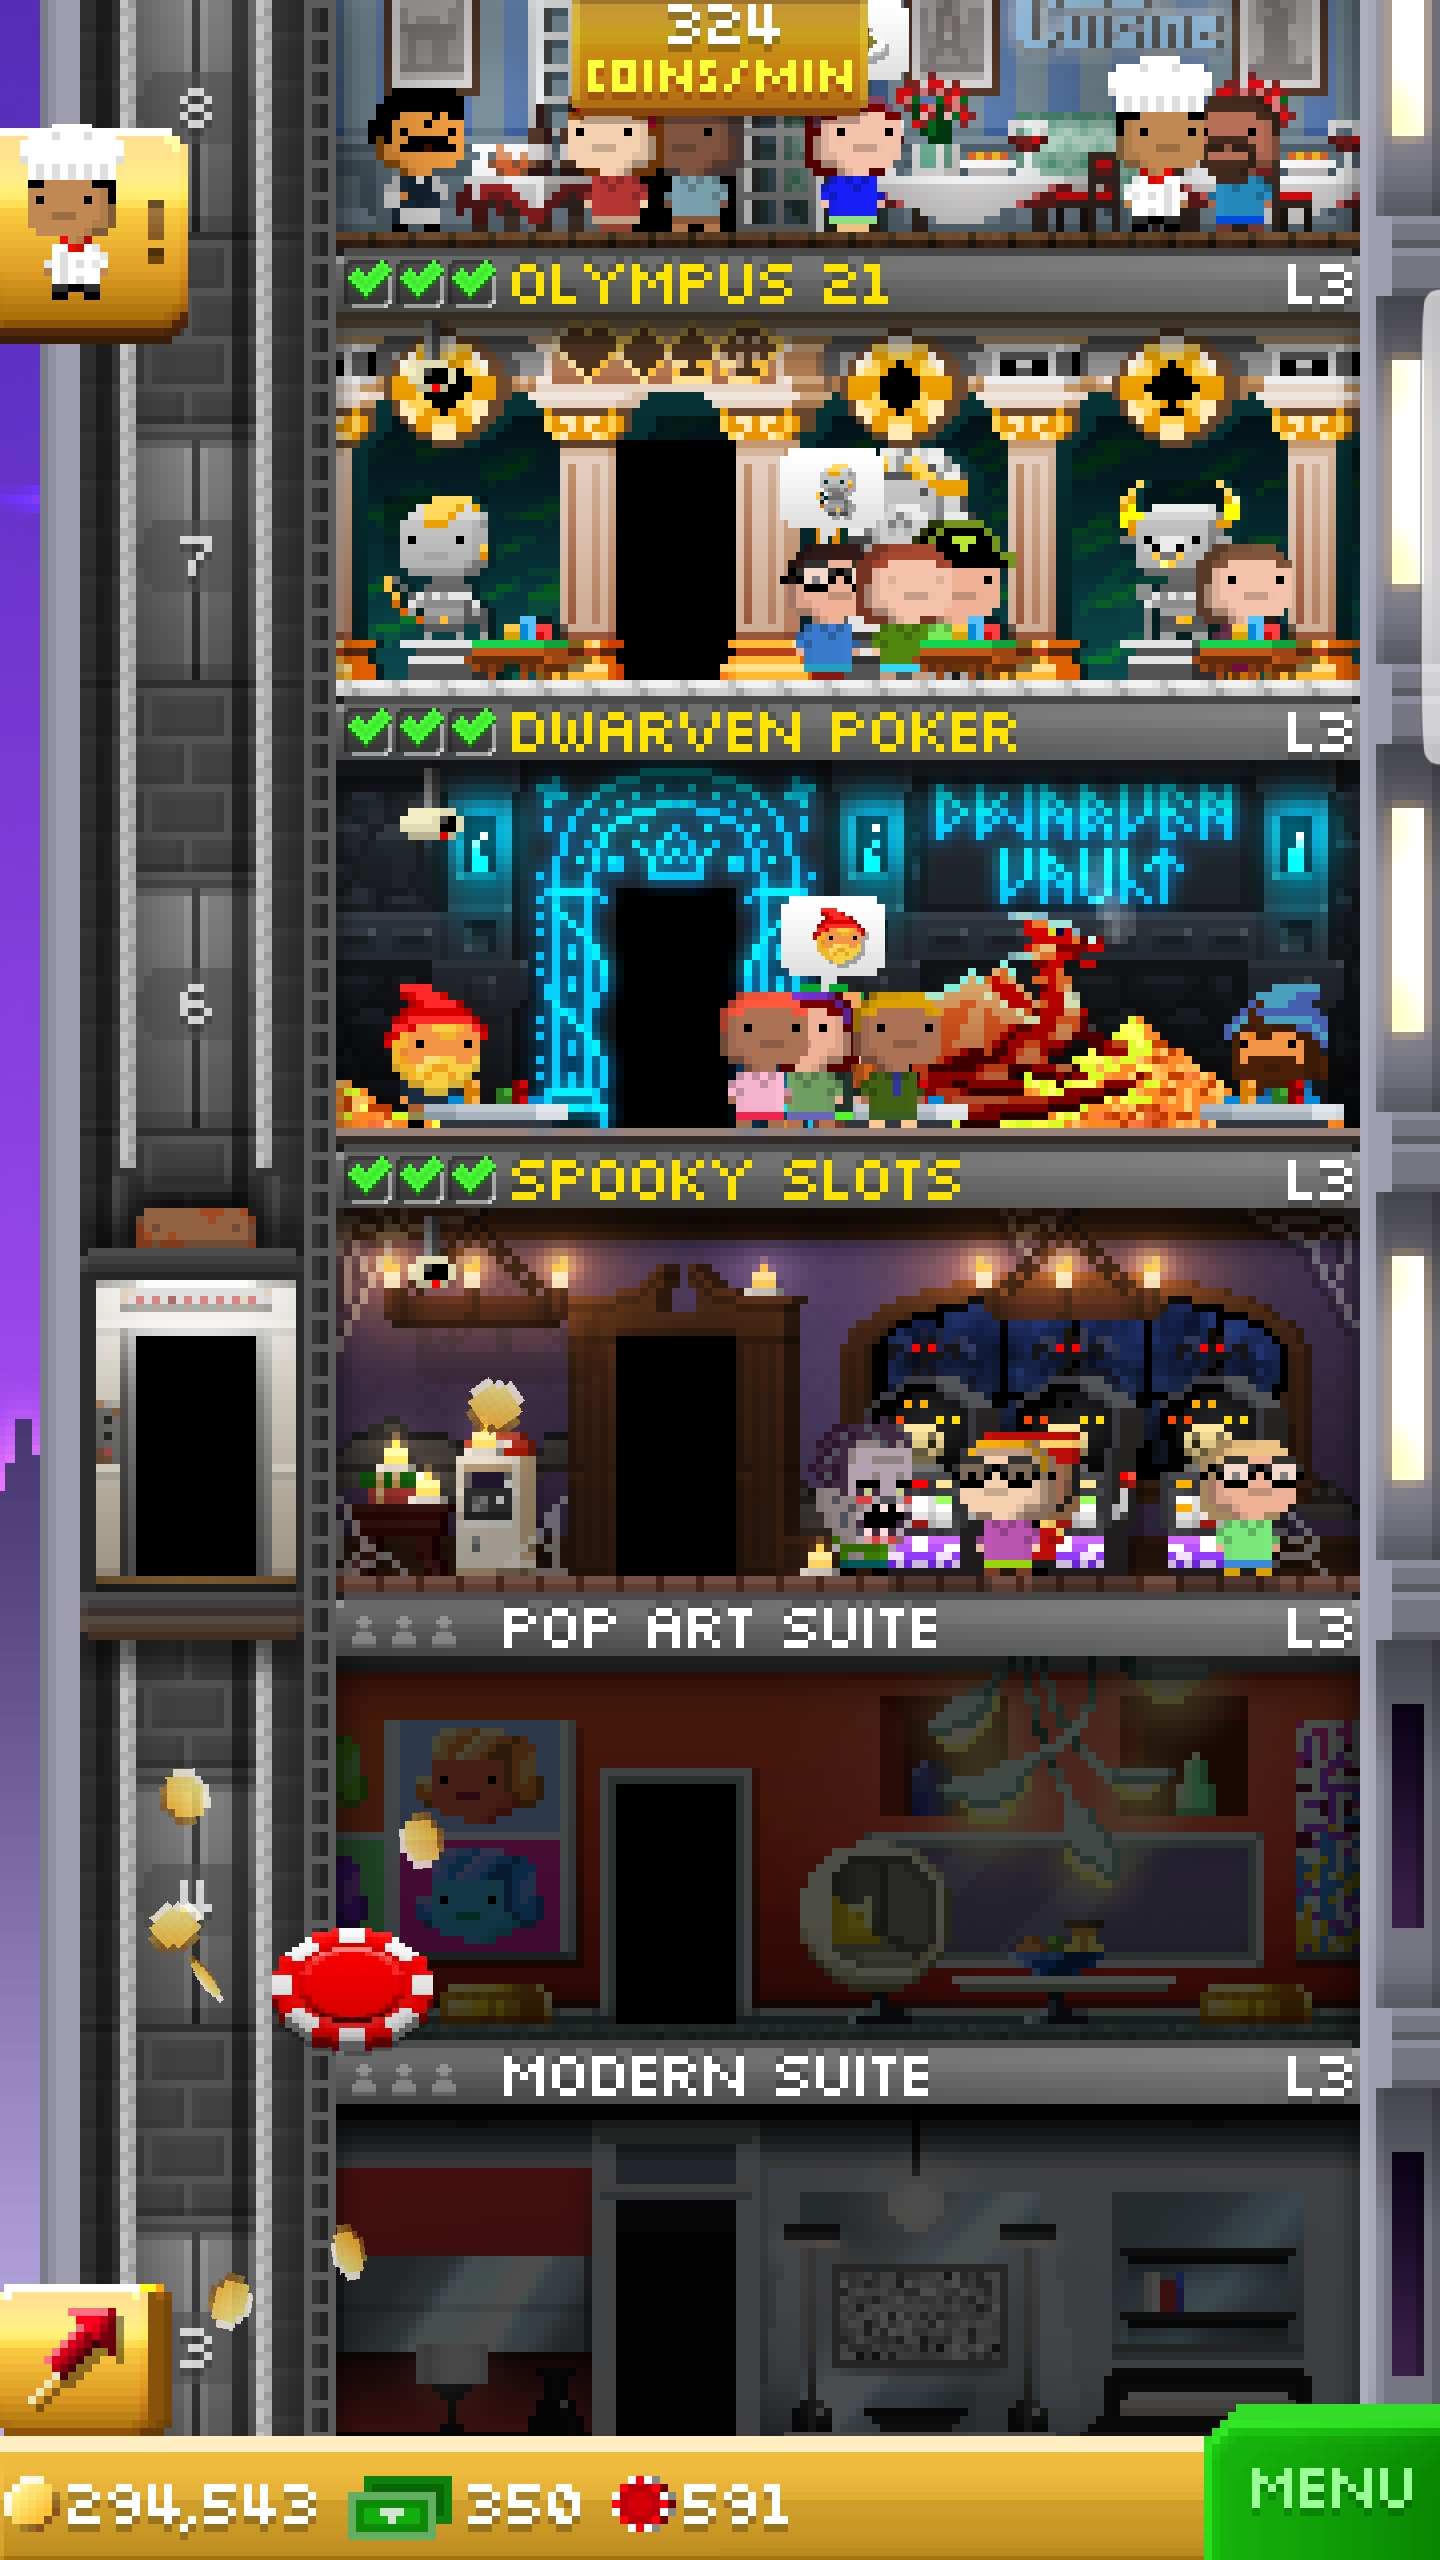 Cuisine
324
COINS/MIN
8
OLYMPUS 21 L3
7
DWARVEN POKER L3
DWARVEN
VAULT
6
SPOOKY SLOTS L3
POP ART SUITE L3
4
MODERN SUITE L3
3
294,543 350 591
MENU